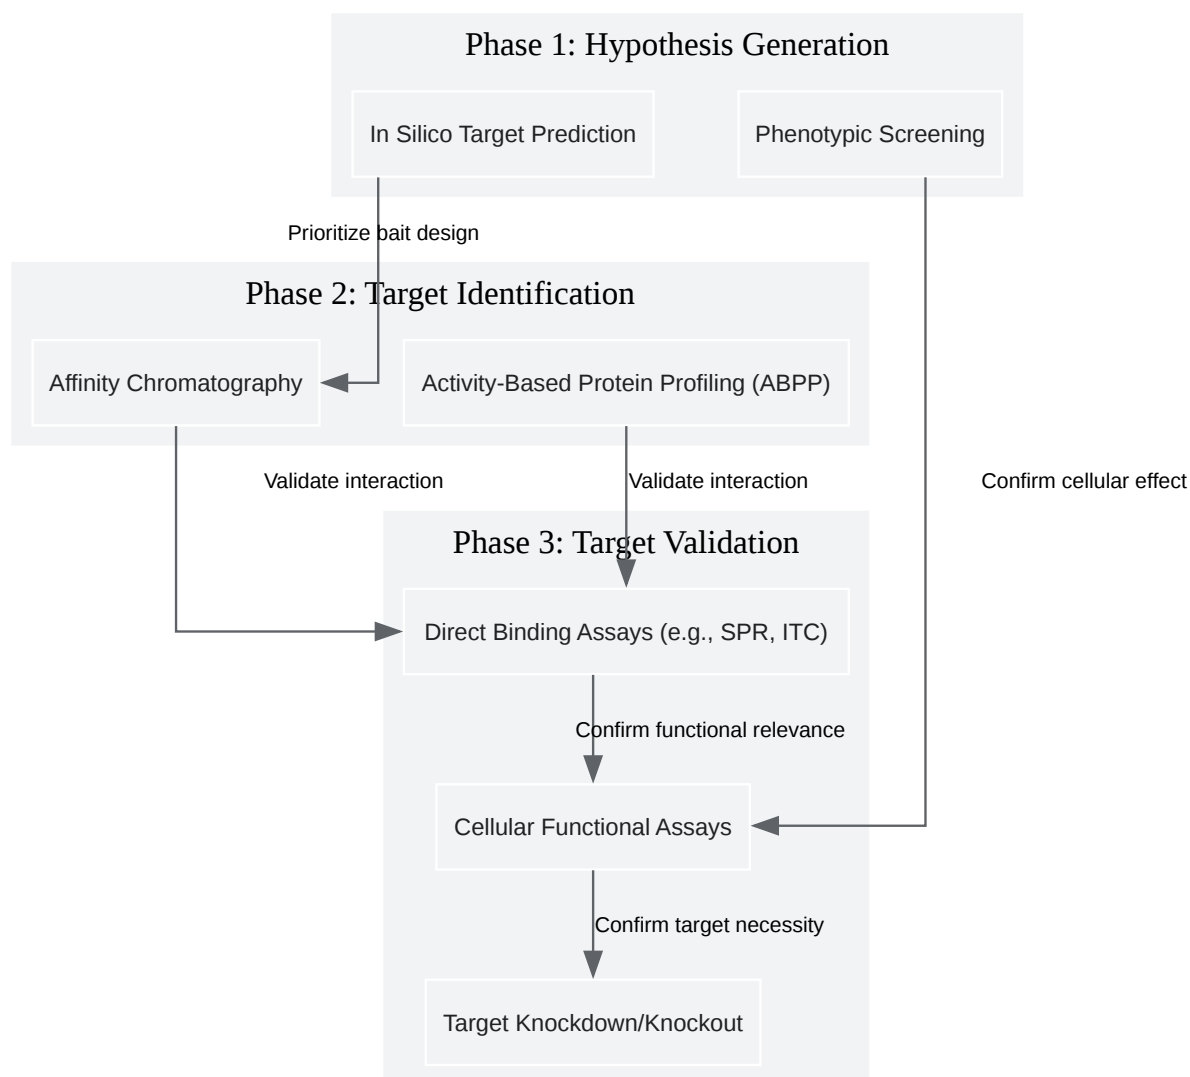 Phase 1: Hypothesis Generation
In Silico Target Prediction
Phenotypic Screening
Prioritize bait design
Phase 2: Target Identification
Affinity Chromatography
Activity-Based Protein Profiling (ABPP)
Validate interaction
Validate interaction
Confirm cellular effect
Phase 3: Target Validation
Direct Binding Assays (e.g., SPR, ITC)
Confirm functional relevance
Cellular Functional Assays
Confirm target necessity
Target Knockdown/Knockout